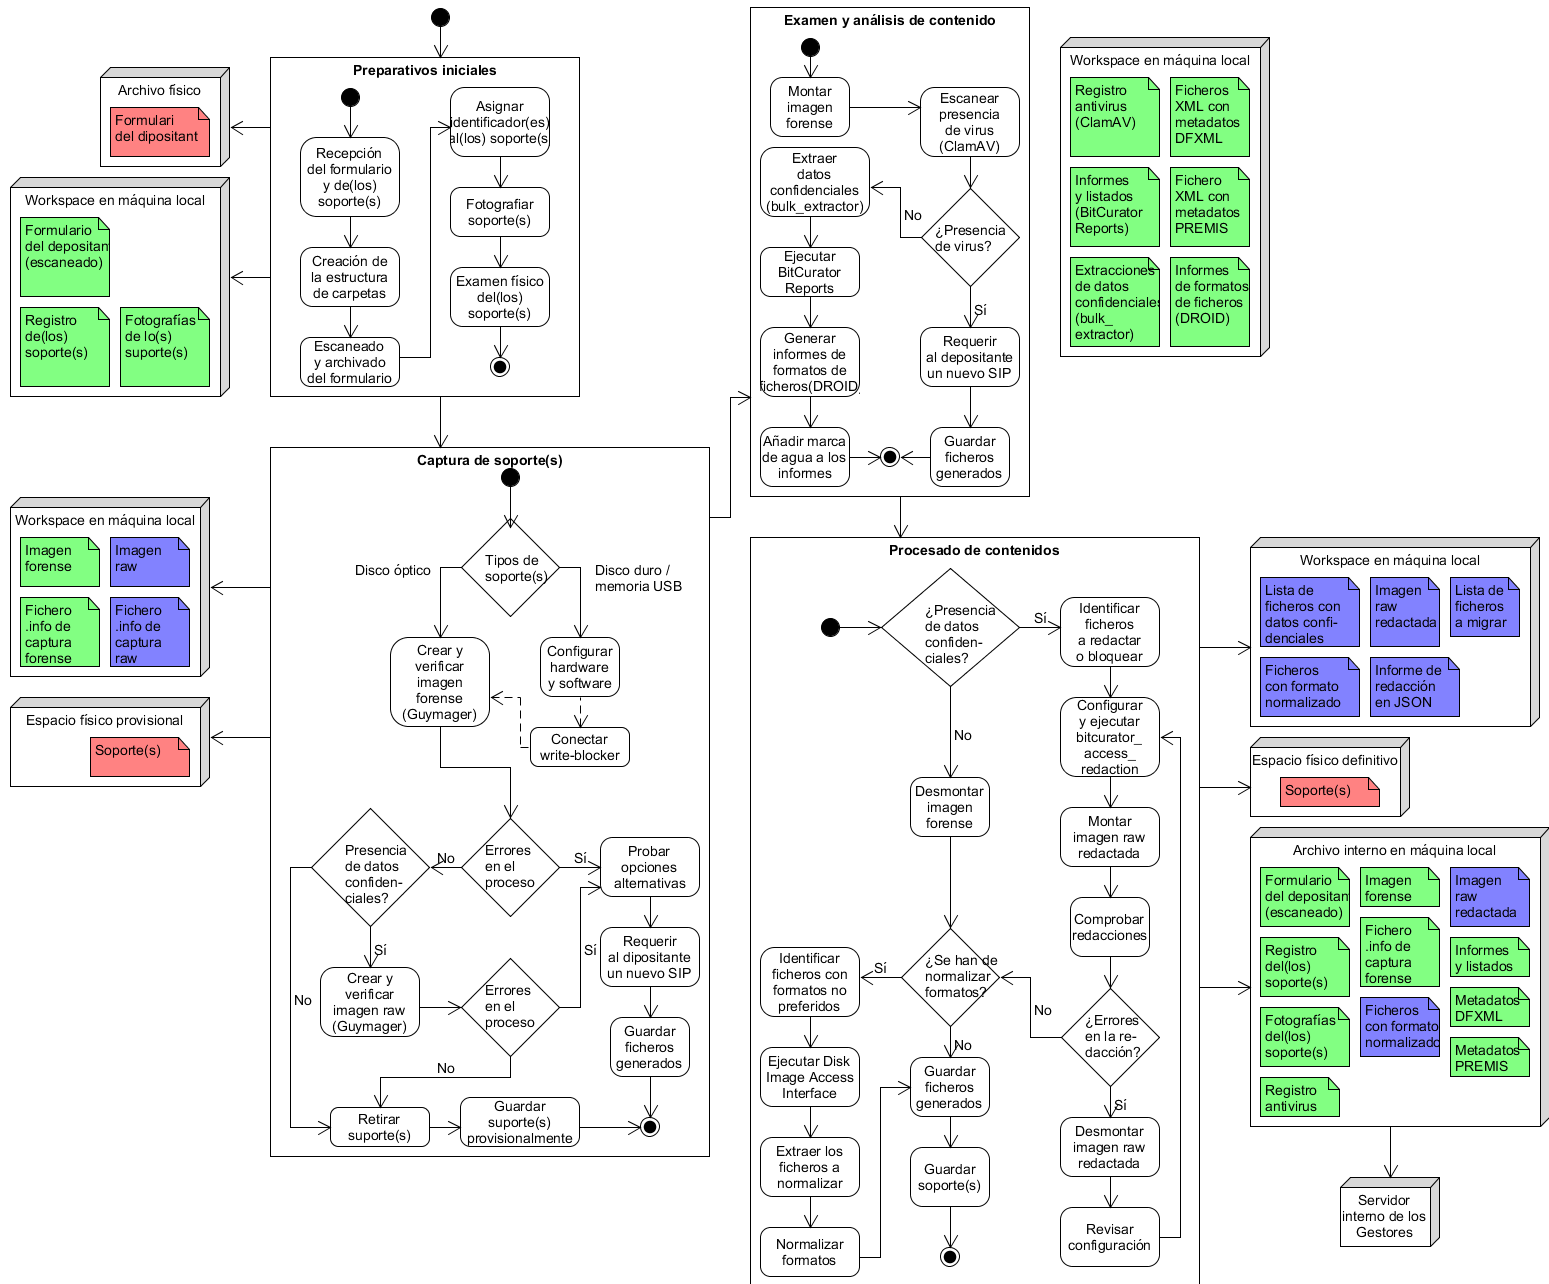 Preparativos iniciales
Recepción
del formulario
y de(los)
soporte(s)
Creación de
la estructura
de carpetas
Escaneado
y archivado
del formulario
Asignar
identificador(es)
al(los) soporte(s)
Fotografiar
soporte(s)
Examen físico
del(los)
soporte(s)
Archivo físico
Formulari
del dipositant
Workspace en máquina local
Formulario
del depositant
(escaneado)
Registro
de(los)
soporte(s)
Fotografías
de lo(s)
suporte(s)
Captura de soporte(s)
Tipos de
soporte(s)
Disco óptico
Disco duro /
memoria USB
Crear y
verificar
imagen
forense
(Guymager)
Configurar
hardware
y software
Conectar
write-blocker
Errores
en el
proceso
No
Sí
Presencia
de datos
confiden-
ciales?
Probar
opciones
alternativas
Sí
No
Crear y
verificar
imagen raw
(Guymager)
Errores
en el
proceso
Sí
No
Requerir
al dipositante
un nuevo SIP
Guardar
ficheros
generados
Retirar
suporte(s)
Guardar
suporte(s)
provisionalmente
Workspace en máquina local
Imagen
forense
Imagen
raw
Fichero
.info de
captura
forense
Fichero
.info de
captura
raw
Espacio físico provisional
Soporte(s)
Examen y análisis de contenido
Montar
imagen
forense
Escanear
presencia
de virus
(ClamAV)
¿Presencia
de virus?
No
Sí
Extraer
datos
confidenciales
(bulk_extractor)
Ejecutar
BitCurator
Reports
Generar
informes de
formatos de
ficheros(DROID
Añadir marca
de agua a los
informes
Requerir
al depositante
un nuevo SIP
Guardar
ficheros
generados
Workspace en máquina local
Registro
antivirus
(ClamAV)
Ficheros
XML con
metadatos
DFXML
Informes
y listados
(BitCurator
Reports)
Fichero
XML con
metadatos
PREMIS
Extracciones
de datos
confidenciales
(bulk_
extractor)
Informes
de formatos
de ficheros
(DROID)
Procesado de contenidos
¿Presencia
de datos
confiden-
ciales?
Sí
No
Identificar
ficheros
a redactar
o bloquear
Configurar
y ejecutar
bitcurator_
access_
redaction
Montar
imagen raw
redactada
Comprobar
redacciones
¿Errores
en la re-
dacción?
No
Sí
Desmontar
imagen raw
redactada
Revisar
configuración
Desmontar
imagen
forense
¿Se han de
normalizar
formatos?
Sí
No
Identificar
ficheros con
formatos no
preferidos
Ejecutar Disk
Image Access
Interface
Extraer los
ficheros a
normalizar
Normalizar
formatos
Guardar
ficheros
generados
Guardar
soporte(s)
Workspace en máquina local
Lista de
ficheros con
datos confi-
denciales
Imagen
raw
redactada
Lista de
ficheros
a migrar
Ficheros
con formato
normalizado
Informe de
redacción
en JSON
Espacio físico definitivo
Soporte(s)
Archivo interno en máquina local
Formulario
del depositant
(escaneado)
Imagen
forense
Imagen
raw
redactada
Registro
del(los)
soporte(s)
Fichero
.info de
captura
forense
Informes
y listados
Fotografías
del(los)
soporte(s)
Ficheros
con formato
normalizado
Metadatos
DFXML
Metadatos
PREMIS
Registro
antivirus
Servidor
interno de los
Gestores